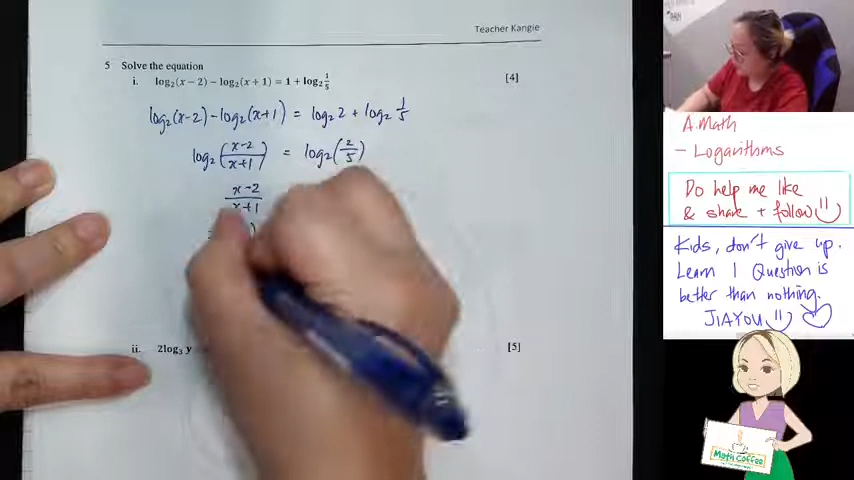 Teacher Kangie
5 Solve the equation
i. log₂(x − 2) − log₂(x + 1) = 1 + log₂ 1/5 [4]
log₂(x-2) - log₂(x+1) = log₂ 2 + log₂ 1/5
log₂(x-2/x+1) = log₂(2/5)
x-2/x+1
ii. 2log₃ y [5]
A.Math
- Logarithms
Do help me like
& share + follow
Kids, don't give up.
Learn 1 Question is
better than nothing.
JIAYOU
Math Coffee